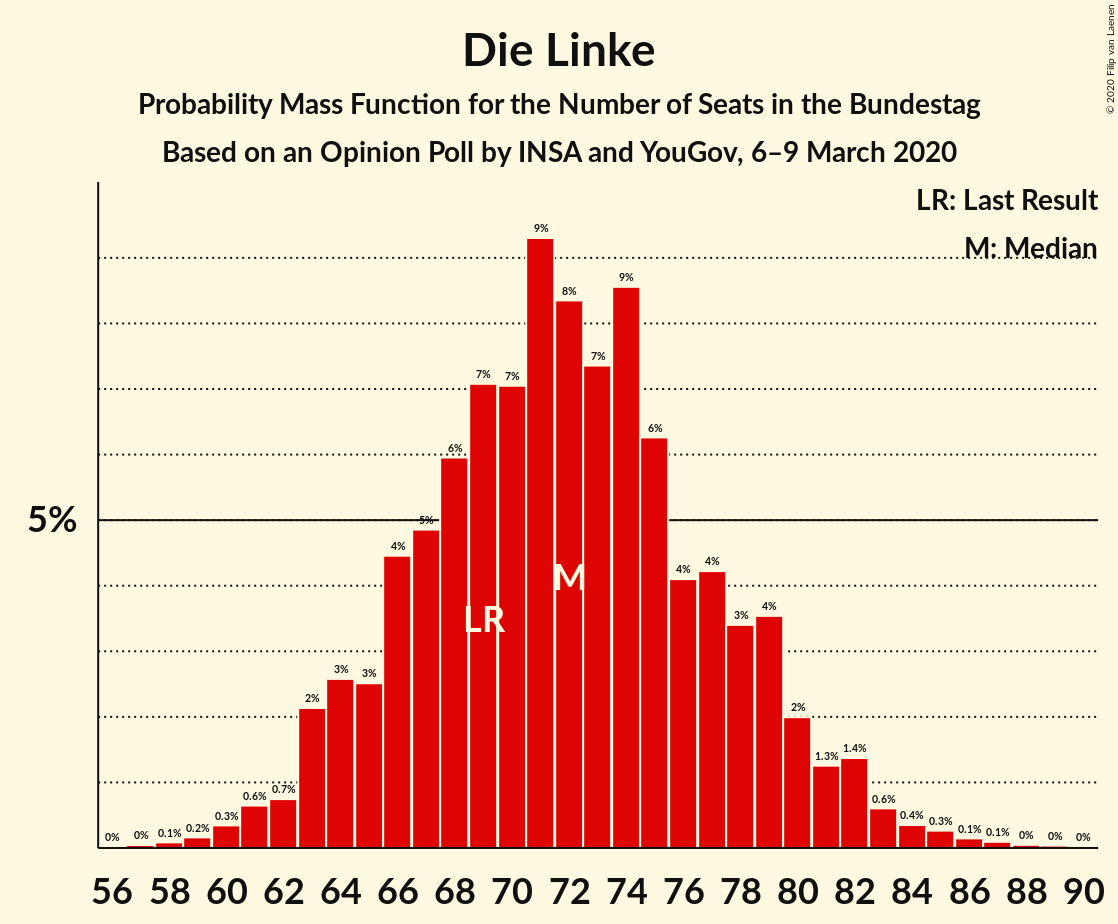 Die Linke
Probability Mass Function for the Number of Seats in the Bundestag
Based on an Opinion Poll by INSA and YouGov, 6–9 March 2020
© 2020 Filip van Laenen
LR: Last Result
M: Median
5%
0% 0% 0.1% 0.2% 0.3% 0.6% 0.7% 2% 3% 3% 4% 5% 6% 7% 7% 9% 8% 7% 9% 6% 4% 4% 3% 4% 2% 1.3% 1.4% 0.6% 0.4% 0.3% 0.1% 0.1% 0% 0% 0%
LR
M
56 58 60 62 64 66 68 70 72 74 76 78 80 82 84 86 88 90